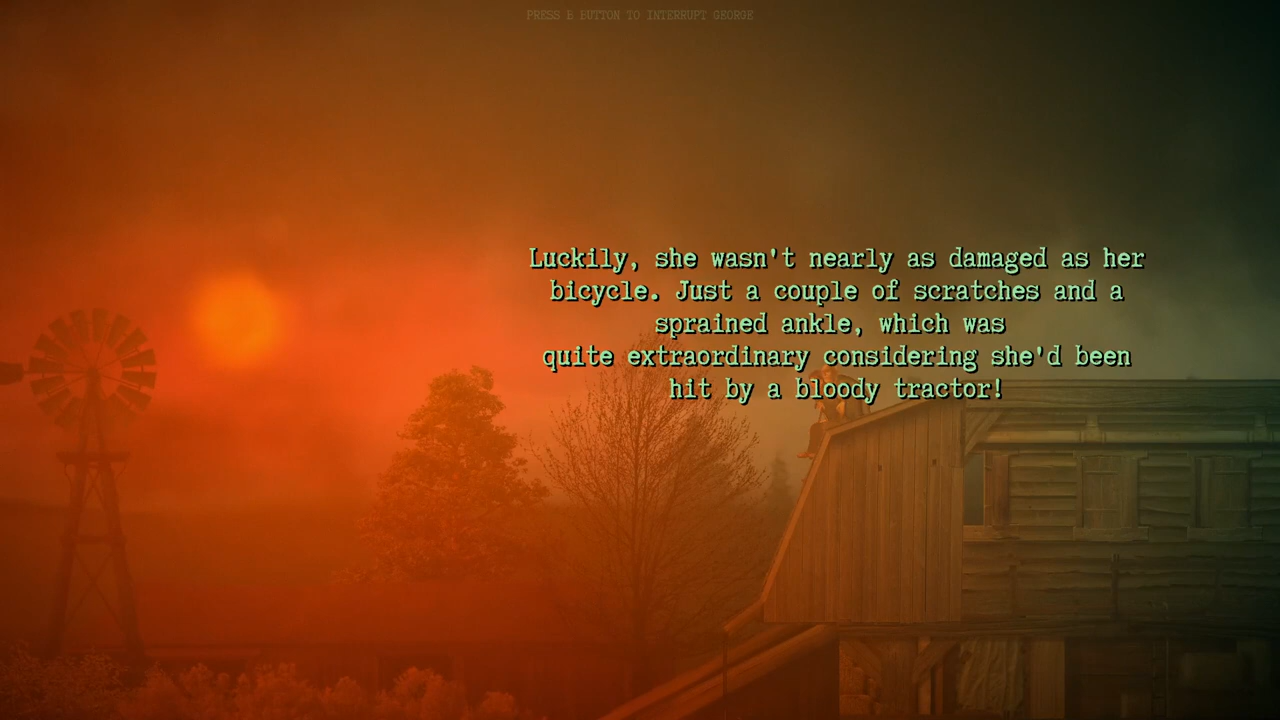 PRESS B BUTTON TO INTERRUPT GEORGE
Luckily, she wasn't nearly as damaged as her
bicycle. Just a couple of scratches and a
sprained ankle, which was
quite extraordinary considering she'd been
hit by a bloody tractor!